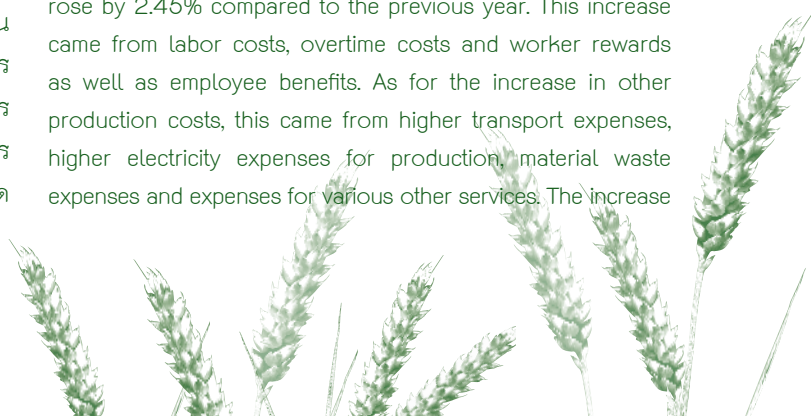 rose by 2.45% compared to the previous year. This increase
came from labor costs, overtime costs and worker rewards
as well as employee benefits. As for the increase in other
production costs, this came from higher transport expenses,
higher electricity expenses for production, material waste
expenses and expenses for various other services. The increase